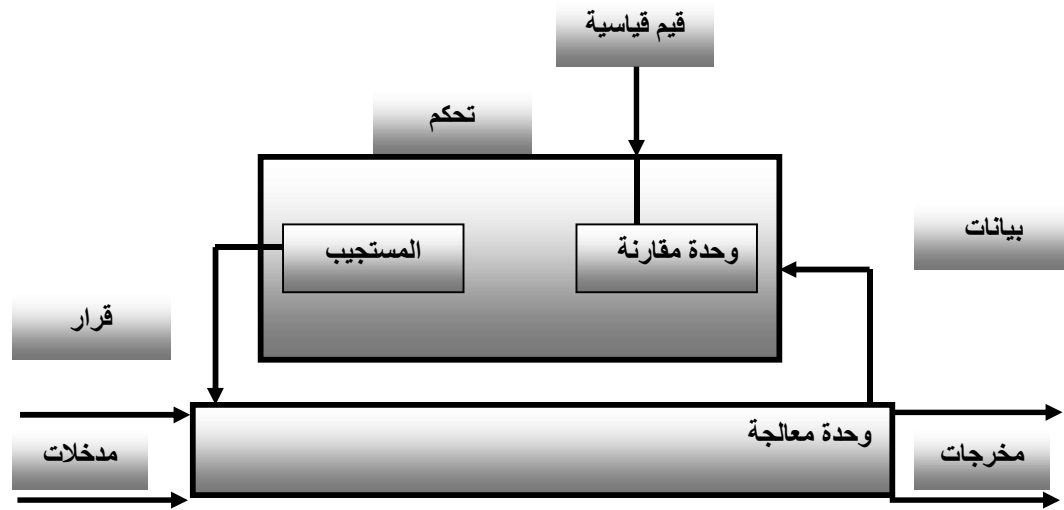 قيم قياسية
تحكم
بيانات
وحدة مقارنة
المستجيب
قرار
وحدة معالجة
مخرجات
مدخلات